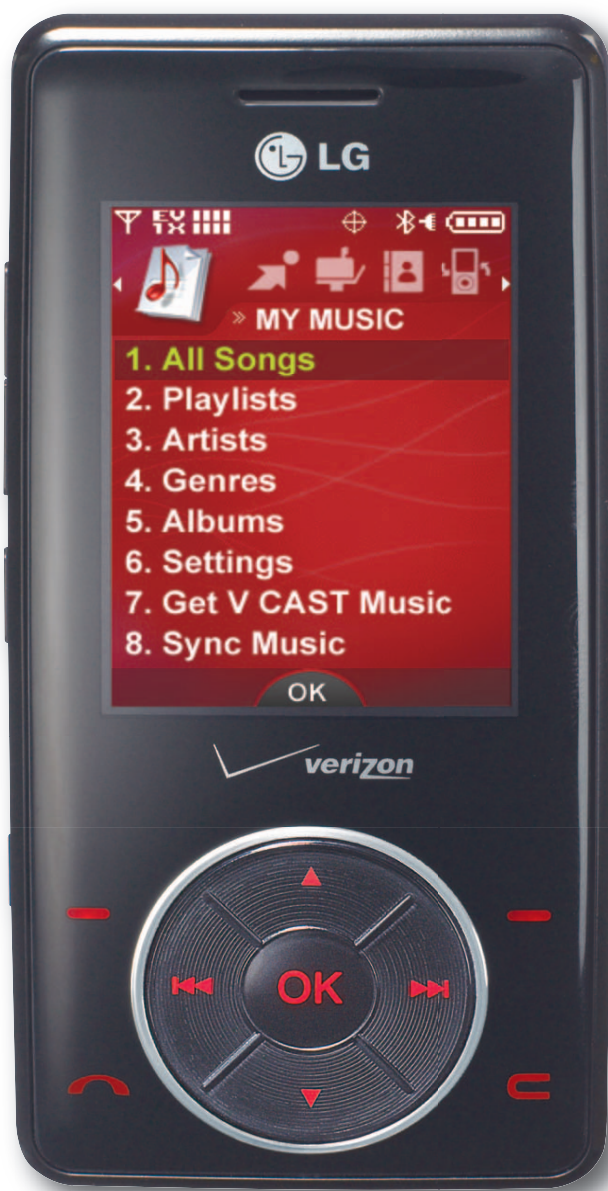 LG
EV
1X
MY MUSIC
1. All Songs
2. Playlists
3. Artists
4. Genres
5. Albums
6. Settings
7. Get V CAST Music
8. Sync Music
OK
verizon
OK